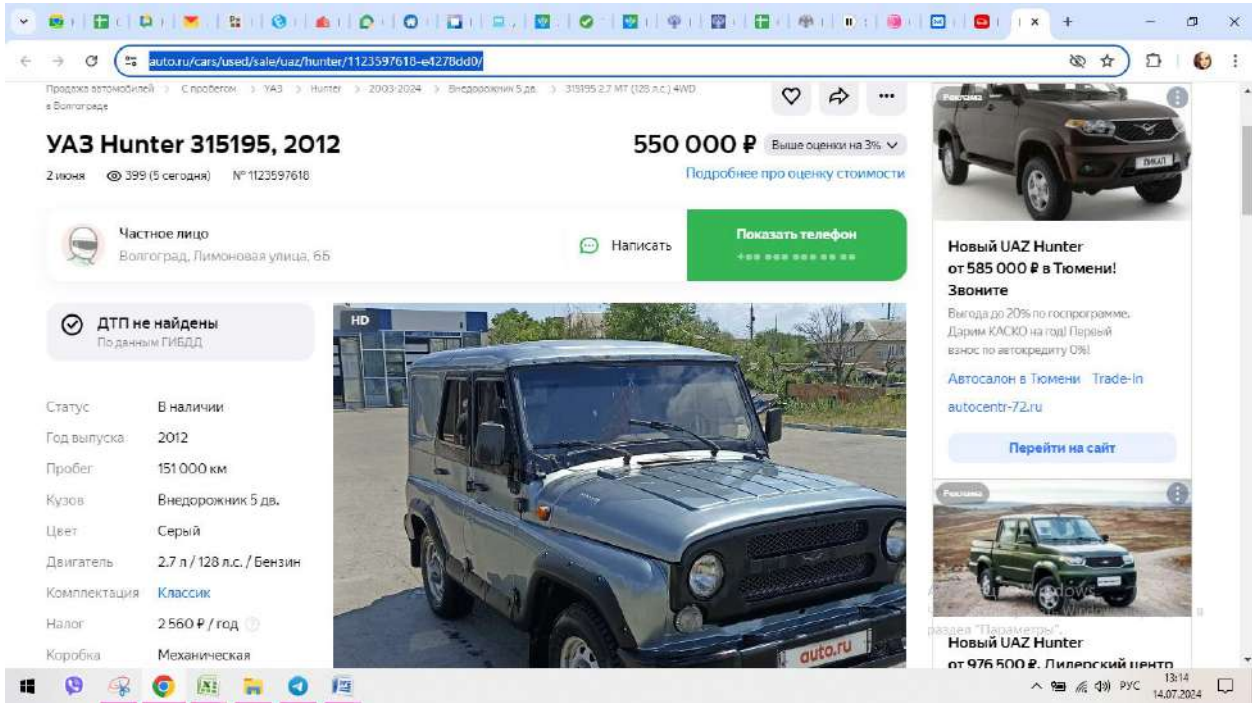 auto.ru/cars/used/sale/uaz/hunter/1123597618-e4278dd0/
Продажа автомобилей > С пробегом > УАЗ > Hunter > 2003-2024 > Внедорожник 5 дв. > 315195 2.7 MT (128 л.с.) 4WD
в Волгограде
УАЗ Hunter 315195, 2012
550 000 ₽ Выше оценки на 3%
2 июня 399 (5 сегодня) № 1123597618
Подробнее про оценку стоимости
Частное лицо
Волгоград, Лимоновая улица, 6Б
Написать
Показать телефон
ДТП не найдены
По данным ГИБДД
HD
Статус В наличии
Год выпуска 2012
Пробег 151 000 км
Кузов Внедорожник 5 дв.
Цвет Серый
Двигатель 2.7 л / 128 л.с. / Бензин
Комплектация Классик
Налог 2 560 ₽ / год
Коробка Механическая
auto.ru
Реклама
ПИКАП
Новый UAZ Hunter
от 585 000 ₽ в Тюмени!
Звоните
Выгода до 20% по госпрограмме.
Дарим КАСКО на год! Первый
взнос по автокредиту 0%!
Автосалон в Тюмени Trade-In
autocentr-72.ru
Перейти на сайт
Реклама
Windows
раздел "Параметры".
Новый UAZ Hunter
от 976 500 ₽. Дилерский центр
РУС
13:14
14.07.2024